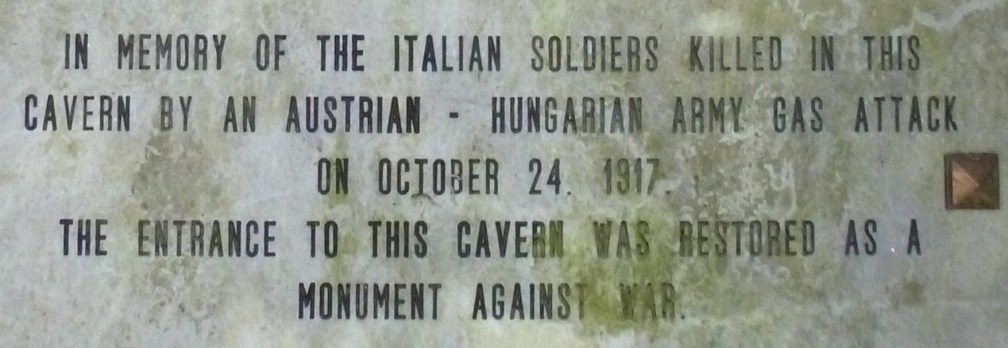 IN MEMORY OF THE ITALIAN SOLDIERS KILLED IN THIS
CAVERN BY AN AUSTRIAN - HUNGARIAN ARMY GAS ATTACK
ON OCTOBER 24. 1917.
THE ENTRANCE TO THIS CAVERN WAS RESTORED AS A
MONUMENT AGAINST WAR.